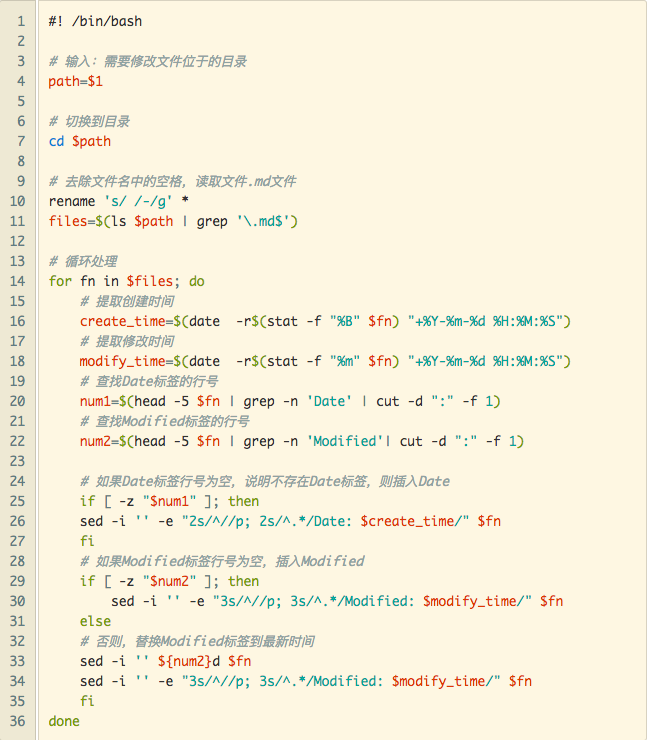 1 #! /bin/bash
2
3 # 输入: 需要修改文件位于的目录
4 path=$1
5
6 # 切换到目录
7 cd $path
8
9 # 去除文件名中的空格, 读取文件.md文件
10 rename 's/ /-/g' *
11 files=$(ls $path | grep '\.md$')
12
13 # 循环处理
14 for fn in $files; do
15     # 提取创建时间
16     create_time=$(date  -r$(stat -f "%B" $fn) "+%Y-%m-%d %H:%M:%S")
17     # 提取修改时间
18     modify_time=$(date  -r$(stat -f "%m" $fn) "+%Y-%m-%d %H:%M:%S")
19     # 查找Date标签的行号
20     num1=$(head -5 $fn | grep -n 'Date' | cut -d ":" -f 1)
21     # 查找Modified标签的行号
22     num2=$(head -5 $fn | grep -n 'Modified'| cut -d ":" -f 1)
23
24     # 如果Date标签行号为空, 说明不存在Date标签, 则插入Date
25     if [ -z "$num1" ]; then
26     sed -i '' -e "2s/^//p; 2s/^.*/Date: $create_time/" $fn
27     fi
28     # 如果Modified标签行号为空, 插入Modified
29     if [ -z "$num2" ]; then
30         sed -i '' -e "3s/^//p; 3s/^.*/Modified: $modify_time/" $fn
31     else
32     # 否则, 替换Modified标签到最新时间
33     sed -i '' ${num2}d $fn
34     sed -i '' -e "3s/^//p; 3s/^.*/Modified: $modify_time/" $fn
35     fi
36 done